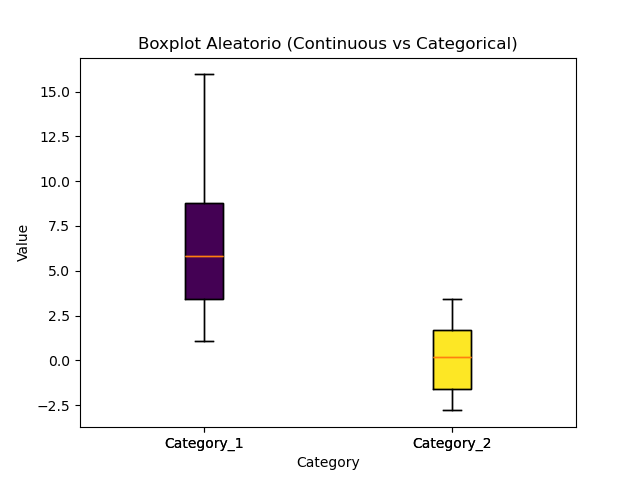 Boxplot Aleatorio (Continuous vs Categorical)
15.0
12.5
10.0
7.5
5.0
2.5
0.0
−2.5
Value
Category_1
Category_2
Category